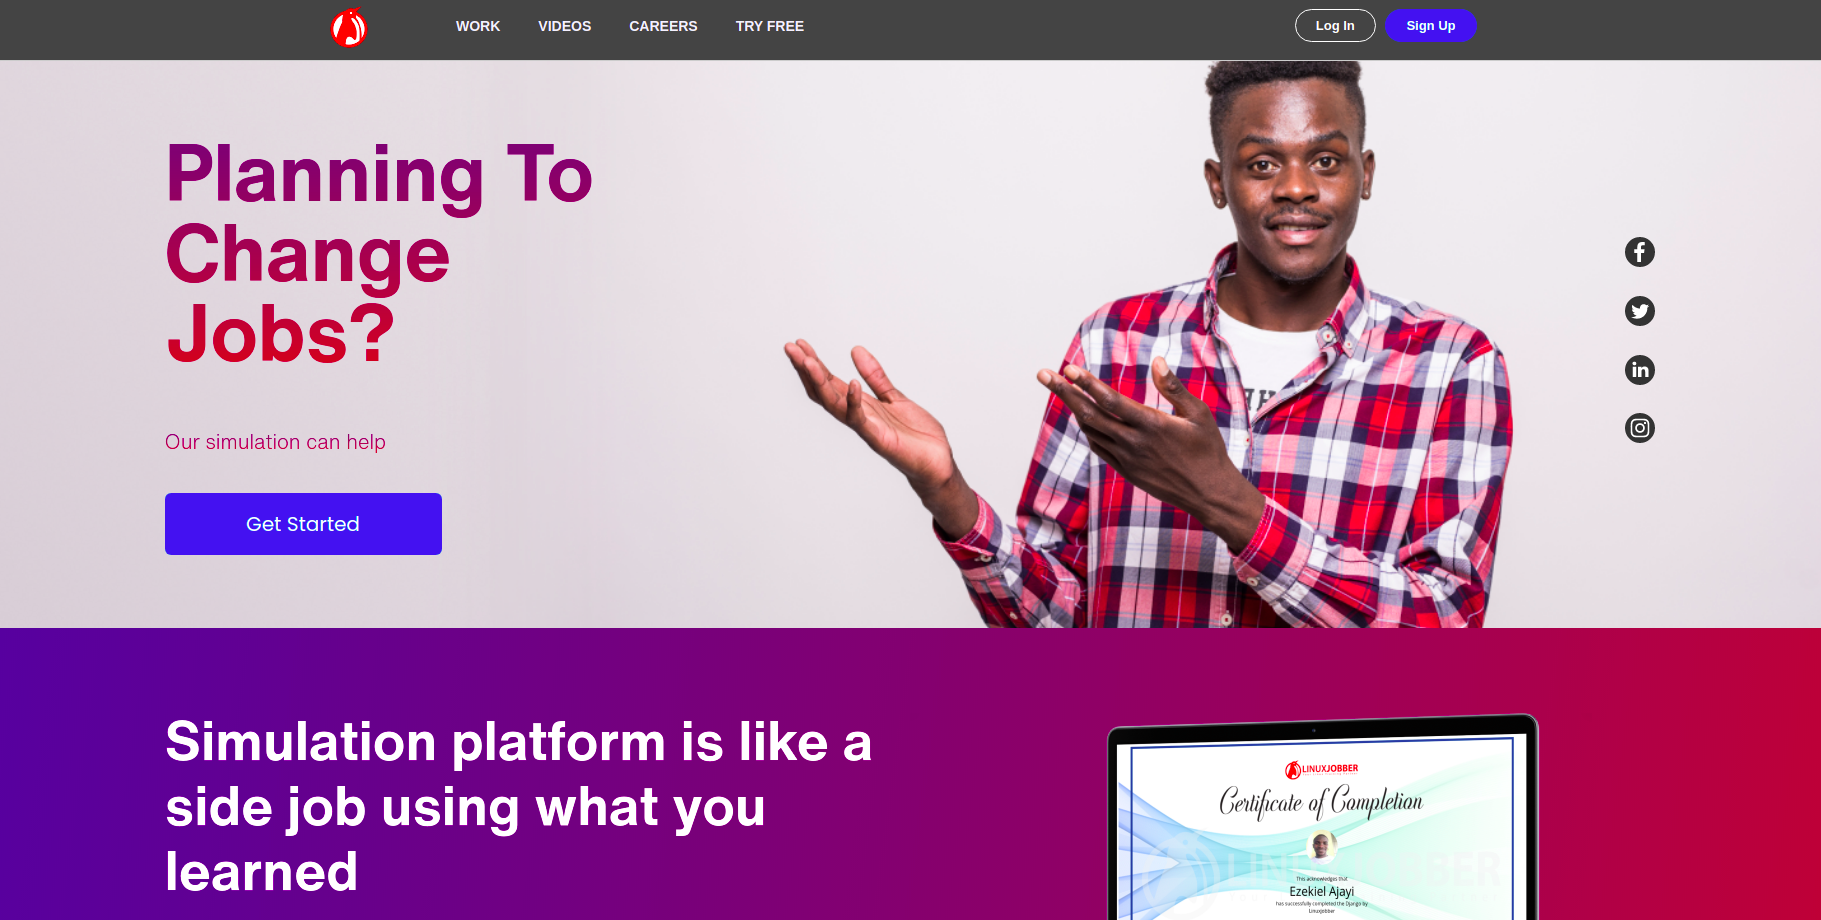 WORK VIDEOS CAREERS TRY FREE Log In Sign Up
Planning To
Change
Jobs?
Our simulation can help
Get Started
Simulation platform is like a
side job using what you
learned
LINUXJOBBER
Certificate of Completion
LINUXJOBBER
This acknowledges that
Ezekiel Ajayi
has successfully completed the Django by
Linuxjobber